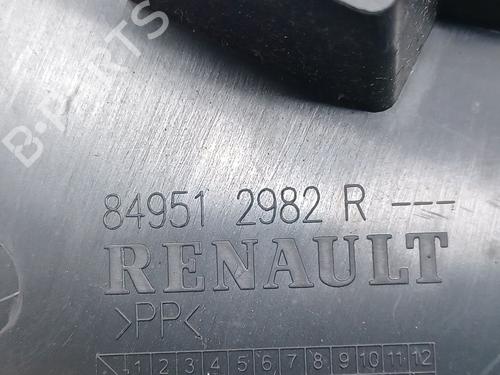 B-PARTS
84951 2982 R ---
RENAULT
>PP<
1 2 3 4 5 6 7 8 9 10 11 12